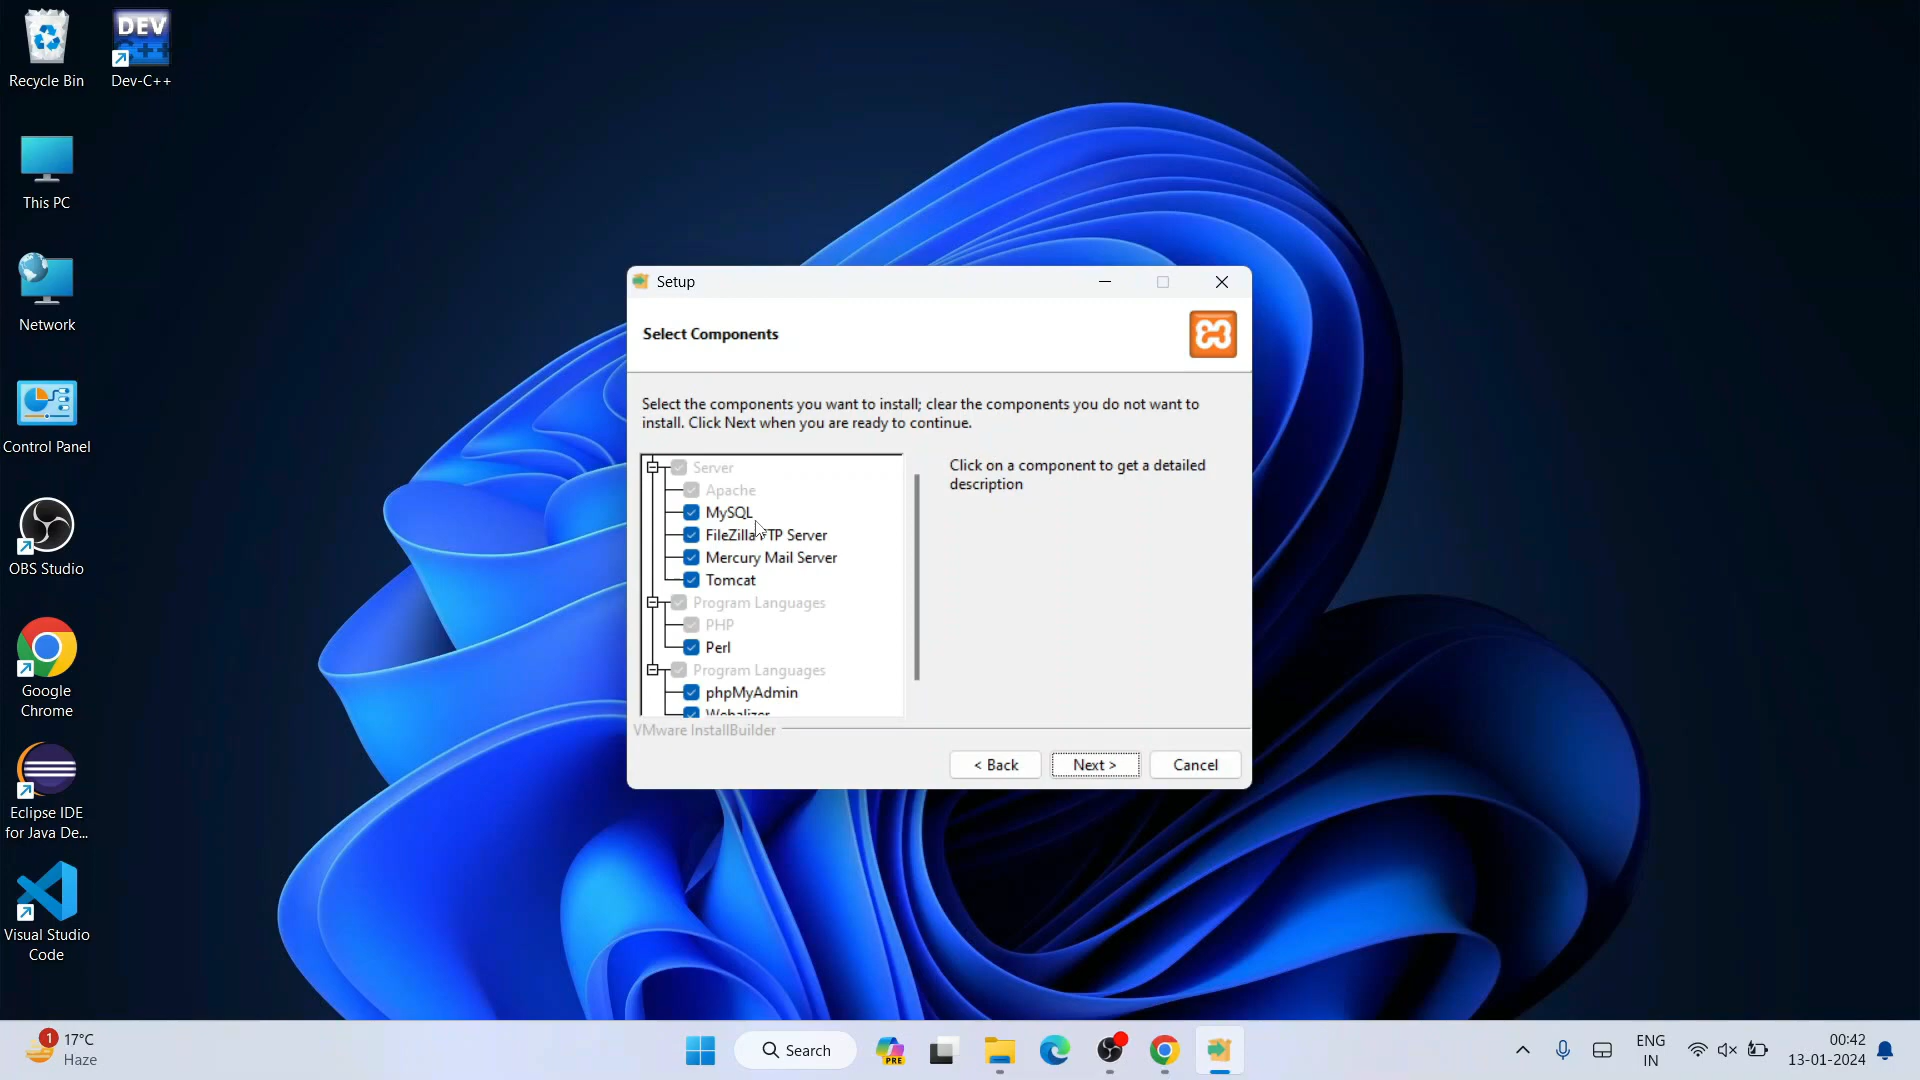 Recycle Bin
DEV
C++
Dev-C++
This PC
Network
Control Panel
OBS Studio
Google
Chrome
Eclipse IDE
for Java De...
Visual Studio
Code
Setup
Select Components
Select the components you want to install; clear the components you do not want to
install. Click Next when you are ready to continue.
Server
Apache
MySQL
FileZilla FTP Server
Mercury Mail Server
Tomcat
Program Languages
PHP
Perl
Program Languages
phpMyAdmin
Webalizer
Click on a component to get a detailed
description
VMware InstallBuilder
< Back
Next >
Cancel
1
17°C
Haze
Search
PRE
ENG
IN
00:42
13-01-2024